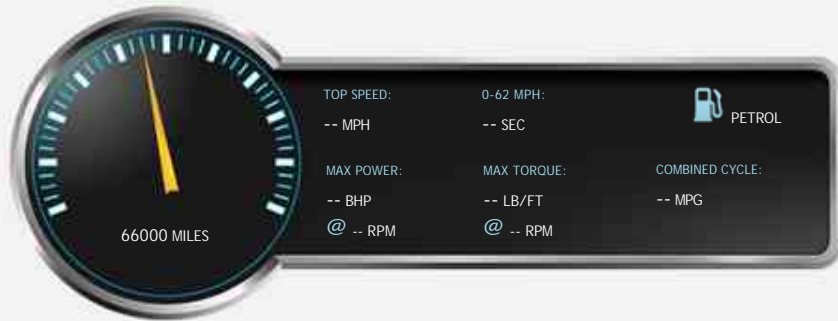 TOP SPEED:
-- MPH
0-62 MPH:
-- SEC
PETROL
MAX POWER:
-- BHP
@ -- RPM
MAX TORQUE:
-- LB/FT
@ -- RPM
COMBINED CYCLE:
-- MPG
66000 MILES